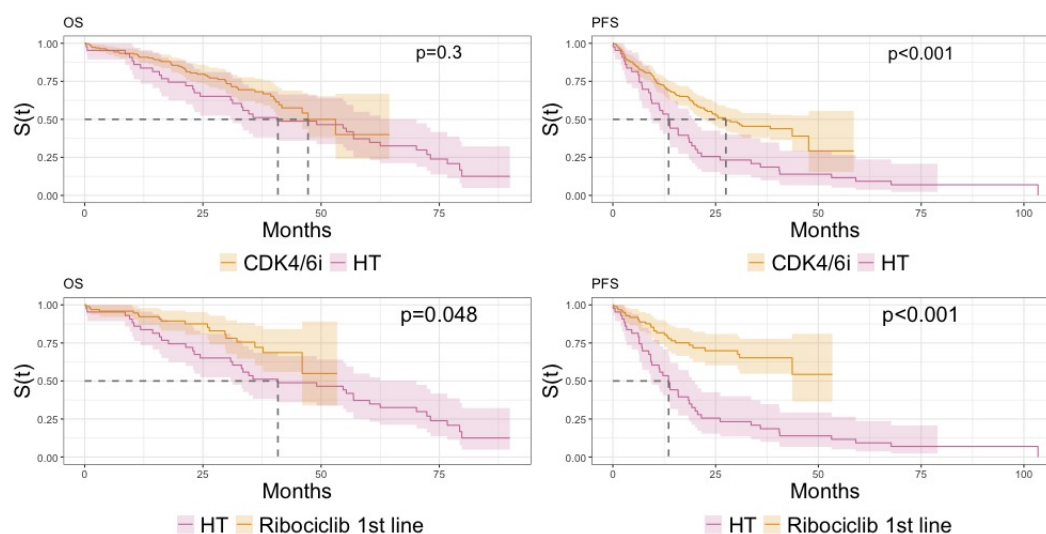 OS
1.00
0.75
0.50
0.25
0.00
S(t)
p=0.3
0 25 50 75
Months
CDK4/6i HT
PFS
1.00
0.75
0.50
0.25
0.00
S(t)
p<0.001
0 25 50 75 100
Months
CDK4/6i HT
OS
1.00
0.75
0.50
0.25
0.00
S(t)
p=0.048
0 25 50 75
Months
HT Ribociclib 1st line
PFS
1.00
0.75
0.50
0.25
0.00
S(t)
p<0.001
0 25 50 75 100
Months
HT Ribociclib 1st line